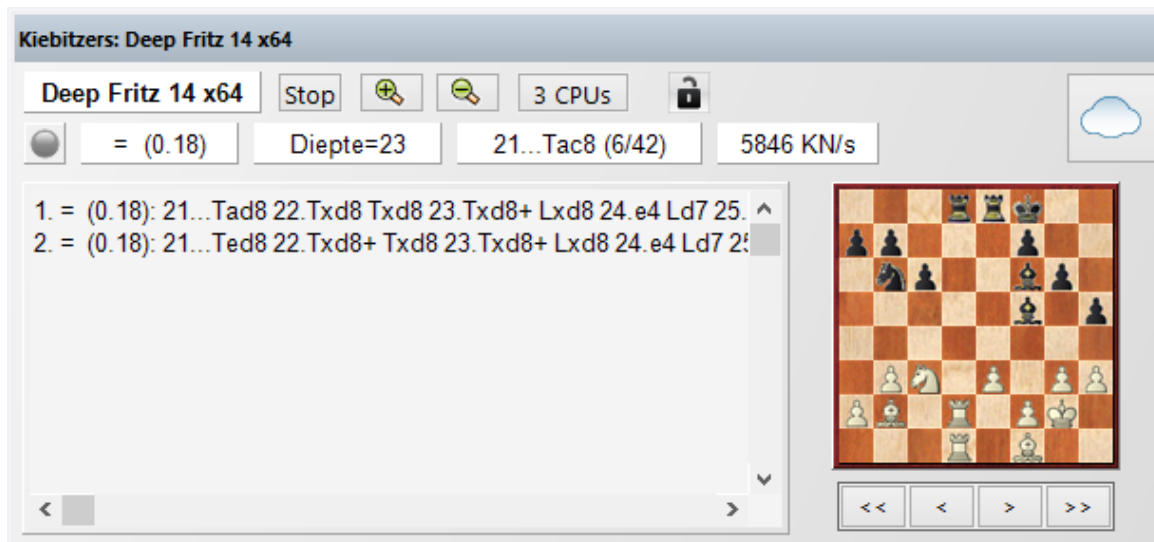 Kiebitzers: Deep Fritz 14 x64
Deep Fritz 14 x64 Stop 3 CPUs
= (0.18) Diepte=23 21...Tac8 (6/42) 5846 KN/s
1. = (0.18): 21...Tad8 22.Txd8 Txd8 23.Txd8+ Lxd8 24.e4 Ld7 25.
2. = (0.18): 21...Ted8 22.Txd8+ Txd8 23.Txd8+ Lxd8 24.e4 Ld7
<< < > >>